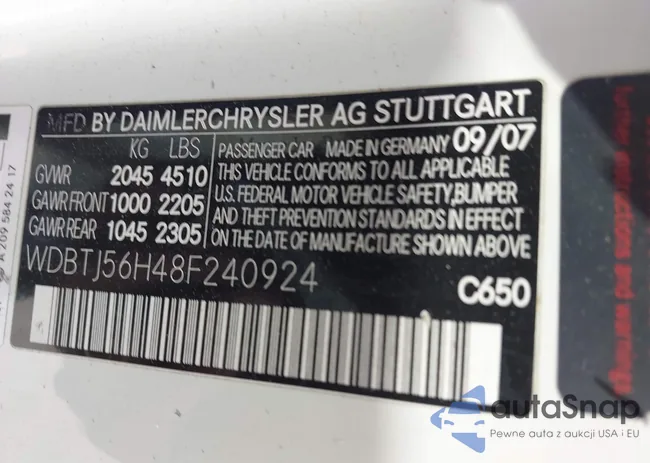 MFD BY DAIMLERCHRYSLER AG STUTTGART
KG LBS
GVWR 2045 4510
GAWR FRONT 1000 2205
GAWR REAR 1045 2305
PASSENGER CAR MADE IN GERMANY 09/07
THIS VEHICLE CONFORMS TO ALL APPLICABLE
U.S. FEDERAL MOTOR VEHICLE SAFETY,BUMPER
AND THEFT PREVENTION STANDARDS IN EFFECT
ON THE DATE OF MANUFACTURE SHOWN ABOVE
WDBTJ56H48F240924
C650
A 209 584 24 17
autaSnap
Pewne auta z aukcji USA i EU